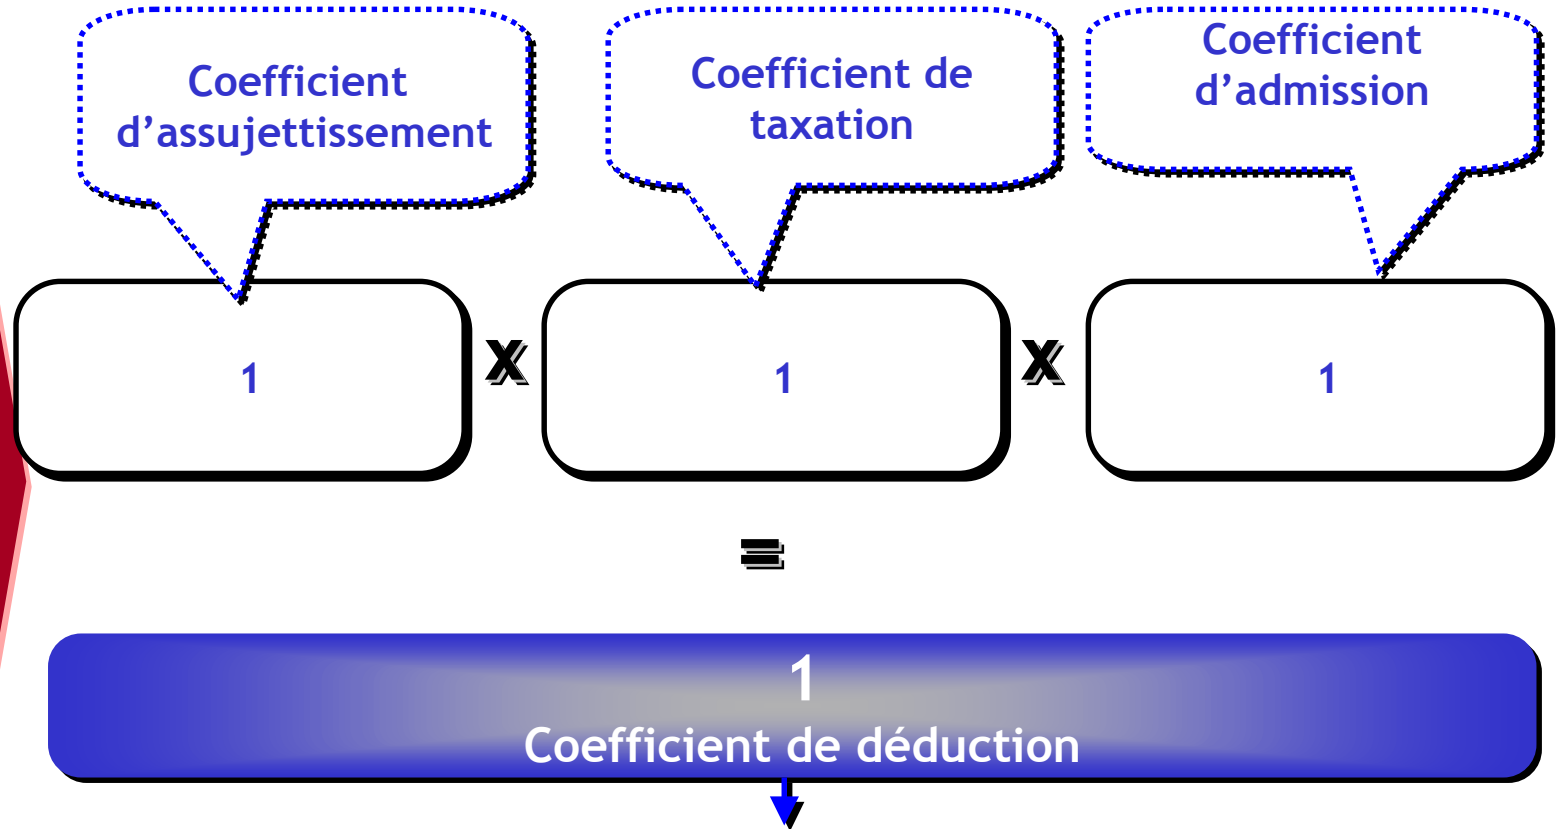 Coefficient
d’assujettissement
Coefficient de
taxation
Coefficient
d’admission
1 x 1 x 1
=
1
Coefficient de déduction